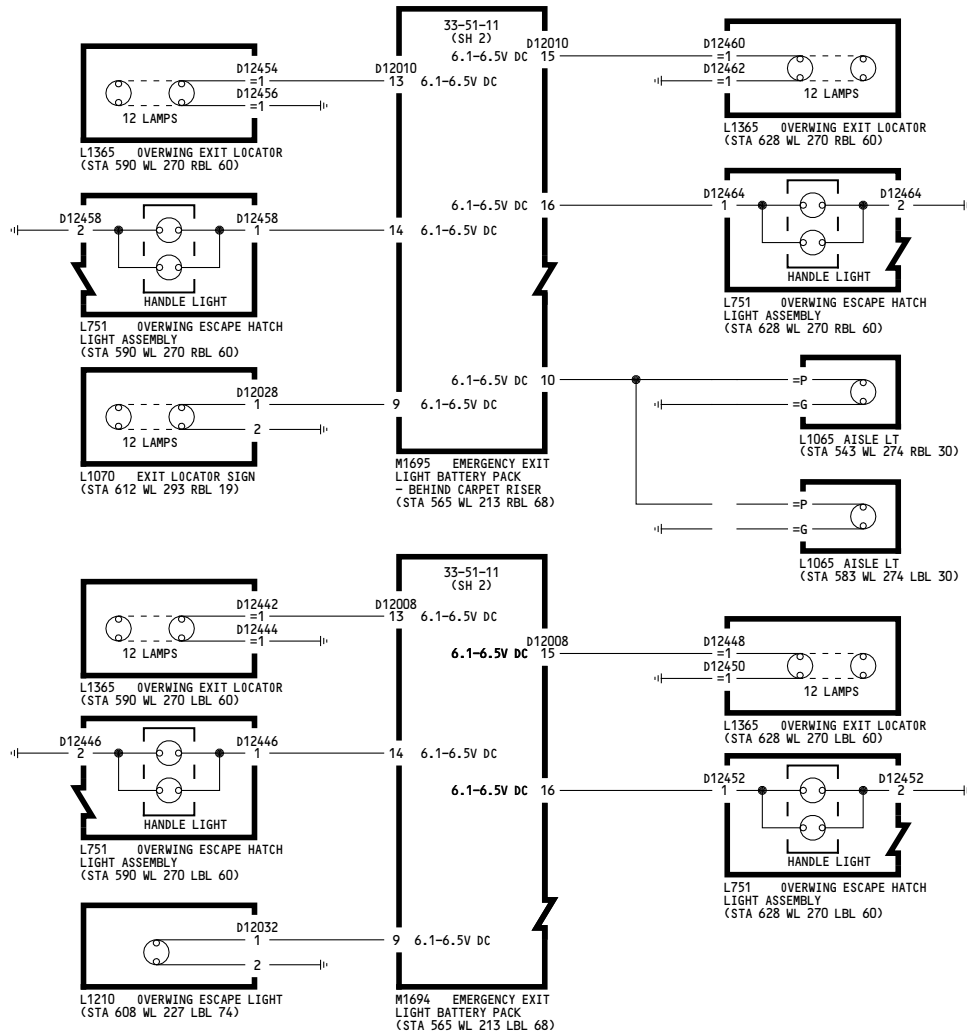 33-51-11
(SH 2)
6.1-6.5V DC 15 D12010
D12460
=1
D12462
=1
12 LAMPS
L1365 OVERWING EXIT LOCATOR
(STA 628 WL 270 RBL 60)
D12454
=1
D12456
=1
12 LAMPS
D12010
13 6.1-6.5V DC
L1365 OVERWING EXIT LOCATOR
(STA 590 WL 270 RBL 60)
D12458
2
D12458
1
14 6.1-6.5V DC
HANDLE LIGHT
L751 OVERWING ESCAPE HATCH
LIGHT ASSEMBLY
(STA 590 WL 270 RBL 60)
6.1-6.5V DC 16
D12464
1
D12464
2
HANDLE LIGHT
L751 OVERWING ESCAPE HATCH
LIGHT ASSEMBLY
(STA 628 WL 270 RBL 60)
D12028
1
2
12 LAMPS
9 6.1-6.5V DC
L1070 EXIT LOCATOR SIGN
(STA 612 WL 293 RBL 19)
6.1-6.5V DC 10
=P
=G
L1065 AISLE LT
(STA 543 WL 274 RBL 30)
=P
=G
L1065 AISLE LT
(STA 583 WL 274 LBL 30)
M1695 EMERGENCY EXIT
LIGHT BATTERY PACK
- BEHIND CARPET RISER
(STA 565 WL 213 RBL 68)
33-51-11
(SH 2)
D12442
=1
D12444
=1
12 LAMPS
D12008
13 6.1-6.5V DC
L1365 OVERWING EXIT LOCATOR
(STA 590 WL 270 LBL 60)
6.1-6.5V DC 15 D12008
D12448
=1
D12450
=1
12 LAMPS
L1365 OVERWING EXIT LOCATOR
(STA 628 WL 270 LBL 60)
D12446
2
D12446
1
14 6.1-6.5V DC
HANDLE LIGHT
L751 OVERWING ESCAPE HATCH
LIGHT ASSEMBLY
(STA 590 WL 270 LBL 60)
6.1-6.5V DC 16
D12452
1
D12452
2
HANDLE LIGHT
L751 OVERWING ESCAPE HATCH
LIGHT ASSEMBLY
(STA 628 WL 270 LBL 60)
D12032
1
2
9 6.1-6.5V DC
L1210 OVERWING ESCAPE LIGHT
(STA 608 WL 227 LBL 74)
M1694 EMERGENCY EXIT
LIGHT BATTERY PACK
(STA 565 WL 213 LBL 68)